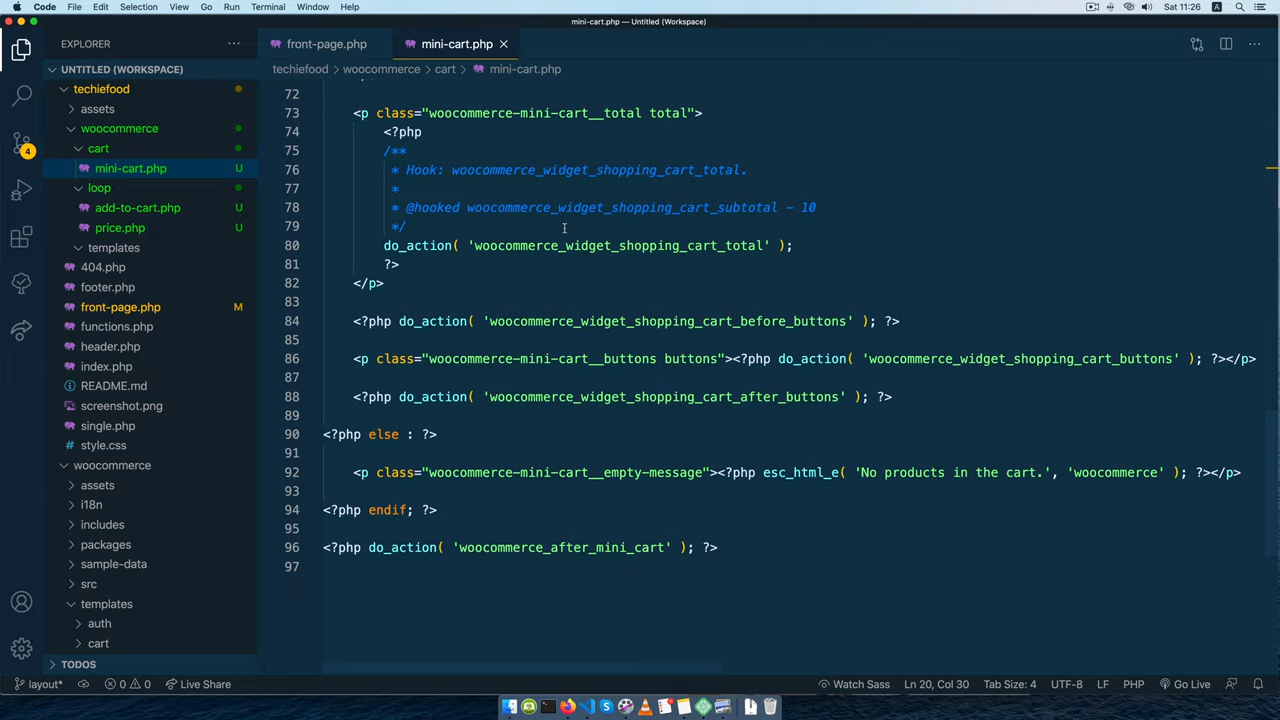 Code File Edit Selection View Go Run Terminal Window Help Sat 11:26 A
mini-cart.php — Untitled (Workspace)
EXPLORER
front-page.php
mini-cart.php
UNTITLED (WORKSPACE)
techiefood > woocommerce > cart > mini-cart.php
techiefood
assets
woocommerce
cart
mini-cart.php U
loop
add-to-cart.php U
price.php U
templates
404.php
footer.php
front-page.php M
functions.php
header.php
index.php
README.md
screenshot.png
single.php
style.css
woocommerce
assets
i18n
includes
packages
sample-data
src
templates
auth
cart
TODOS
4
72
73 <p class="woocommerce-mini-cart__total total">
74 <?php
75 /**
76 * Hook: woocommerce_widget_shopping_cart_total.
77 *
78 * @hooked woocommerce_widget_shopping_cart_subtotal - 10
79 */
80 do_action( 'woocommerce_widget_shopping_cart_total' );
81 ?>
82 </p>
83
84 <?php do_action( 'woocommerce_widget_shopping_cart_before_buttons' ); ?>
85
86 <p class="woocommerce-mini-cart__buttons buttons"><?php do_action( 'woocommerce_widget_shopping_cart_buttons' ); ?></p>
87
88 <?php do_action( 'woocommerce_widget_shopping_cart_after_buttons' ); ?>
89
90 <?php else : ?>
91
92 <p class="woocommerce-mini-cart__empty-message"><?php esc_html_e( 'No products in the cart.', 'woocommerce' ); ?></p>
93
94 <?php endif; ?>
95
96 <?php do_action( 'woocommerce_after_mini_cart' ); ?>
97
layout* 0 0 Live Share Watch Sass Ln 20, Col 30 Tab Size: 4 UTF-8 LF PHP Go Live